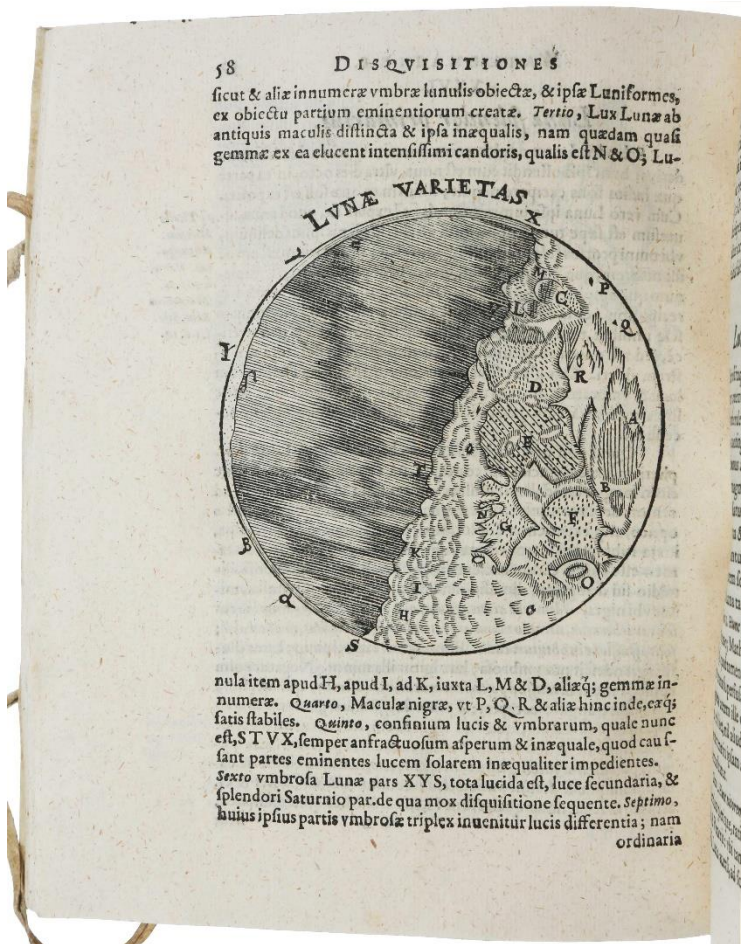 58 DISQVISITIONES
ſicut & aliæ innumeræ vmbræ lunulis obiectæ, & ipſæ Luniformes,
ex obiectu partium eminentiorum creatæ. Tertio, Lux Lunæ ab
antiquis maculis diſtincta & ipſa inæqualis, nam quædam quaſi
gemmæ ex ea elucent intenſiſſimi candoris, qualis eſt N & O; Lu-
LVNÆ VARIETAS
X
M
P
C
V L
Q
Y
I
R
D
A
E
T
B
N
G
F
K
I
O
H
G
S
nula item apud H, apud I, ad K, iuxta L, M & D, aliæq́; gemmæ in-
numeræ. Quarto, Maculæ nigræ, vt P, Q. R & aliæ hinc inde, eæq́;
ſatis ſtabiles. Quinto, confinium lucis & vmbrarum, quale nunc
eſt, S T V X, ſemper anfractuoſum aſperum & inæquale, quod cau ſ-
ſant partes eminentes lucem ſolarem inæqualiter impedientes.
Sexto vmbroſa Lunæ pars XYS, tota lucida eſt, luce ſecundaria, &
ſplendori Saturnio par. de qua mox diſquiſitione ſequente. Septimo,
huius ipſius partis vmbroſæ triplex inuenitur lucis differentia; nam
ordinaria